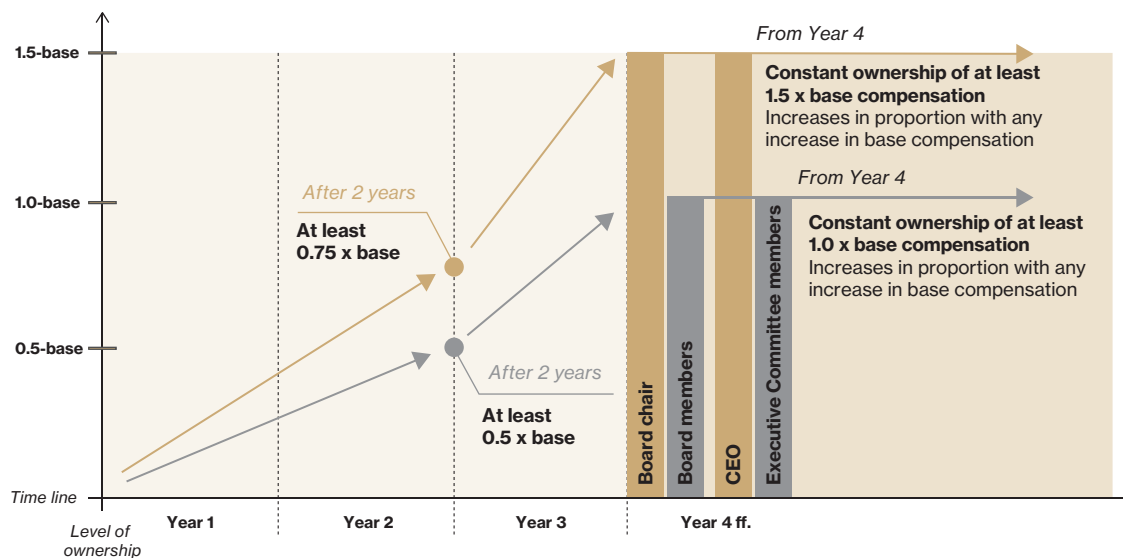 From Year 4
1.5-base
Constant ownership of at least
1.5 x base compensation
Increases in proportion with any
increase in base compensation
After 2 years
At least
0.75 x base
1.0-base
From Year 4
Constant ownership of at least
1.0 x base compensation
Increases in proportion with any
increase in base compensation
0.5-base
After 2 years
At least
0.5 x base
Board chair
Board members
CEO
Executive Committee members
Time line
Level of
ownership
Year 1
Year 2
Year 3
Year 4 ff.